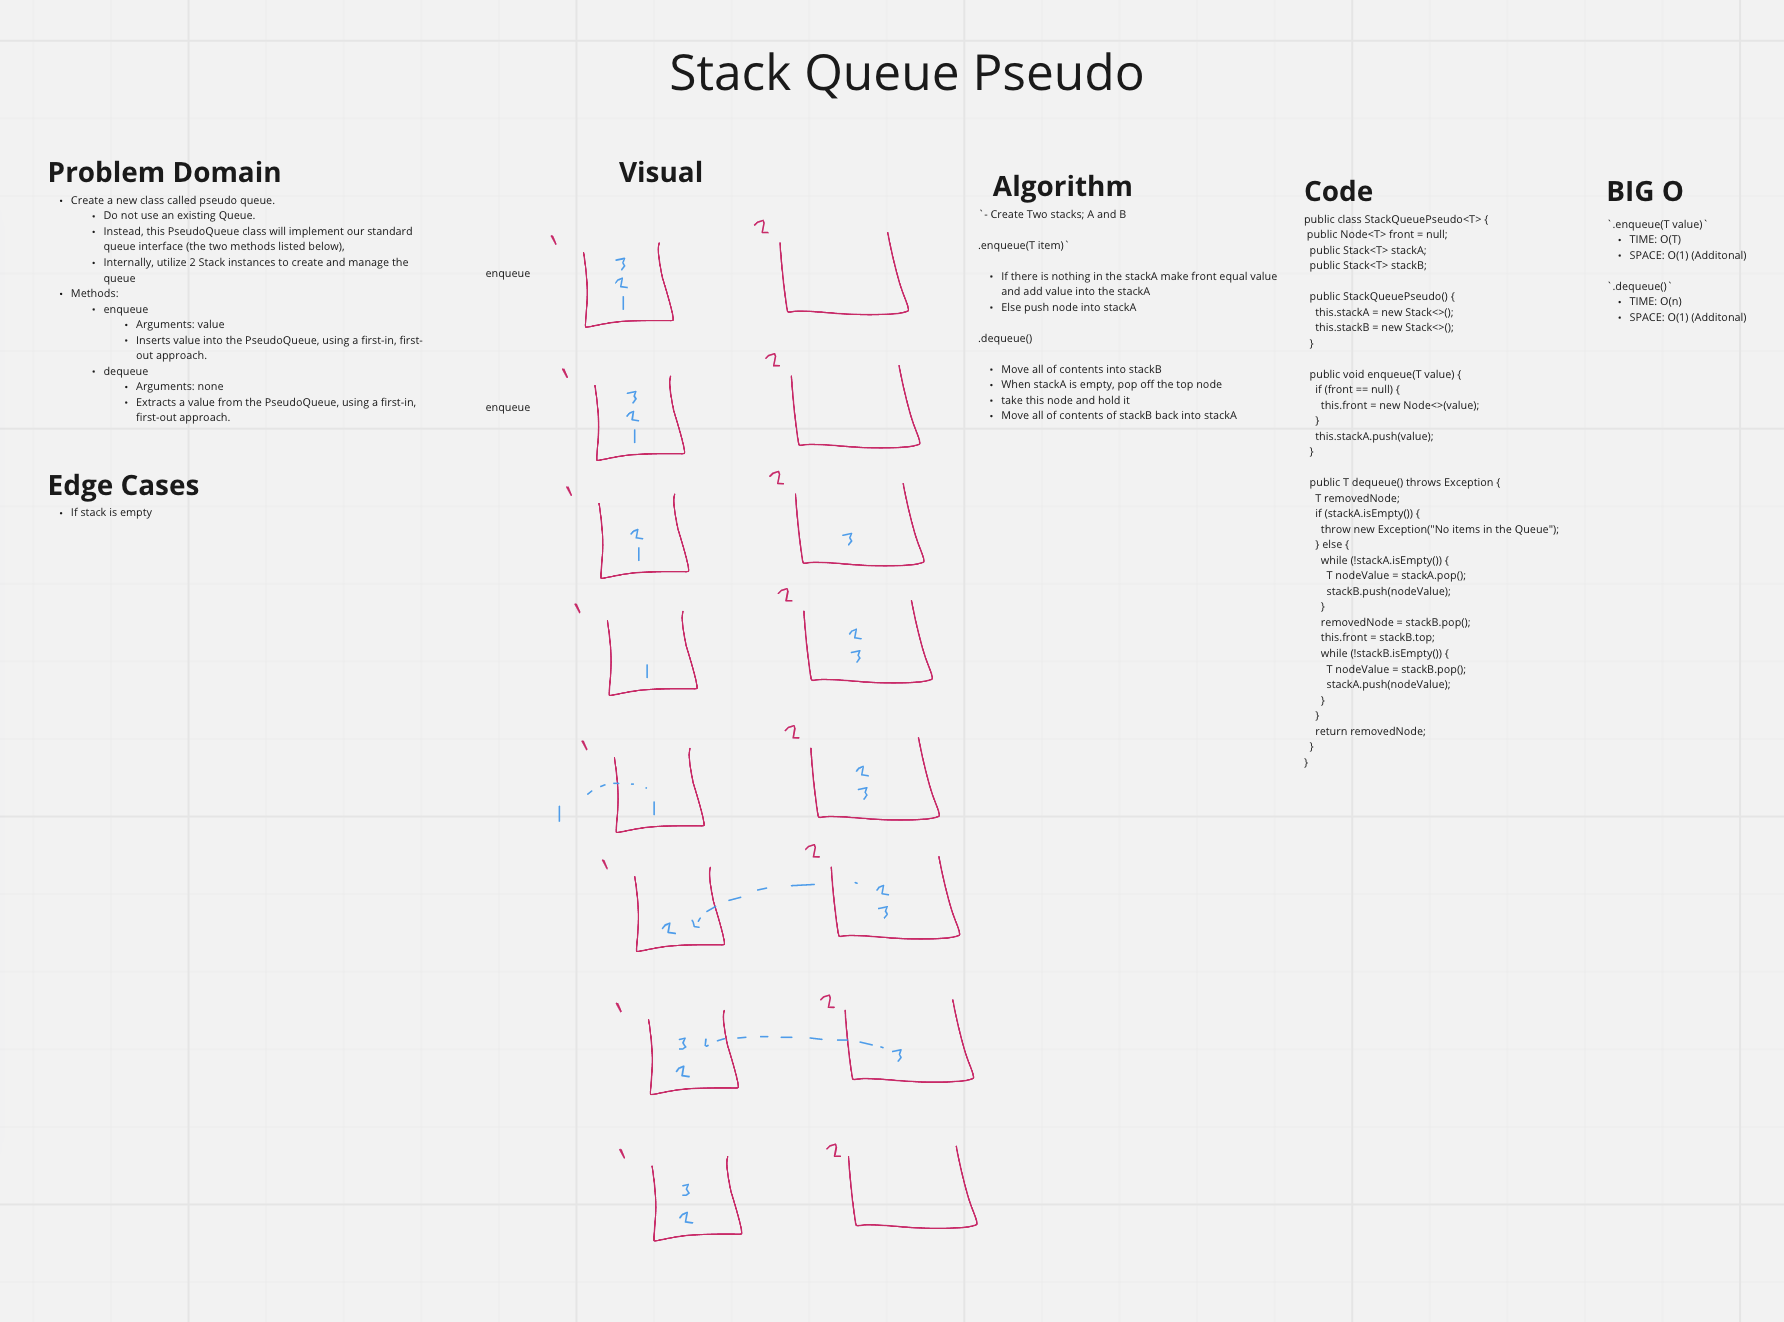 Stack Queue Pseudo
Problem Domain
• Create a new class called pseudo queue.
• Do not use an existing Queue.
• Instead, this PseudoQueue class will implement our standard
queue interface (the two methods listed below),
• Internally, utilize 2 Stack instances to create and manage the
queue
• Methods:
• enqueue
• Arguments: value
• Inserts value into the PseudoQueue, using a first-in, first-
out approach.
• dequeue
• Arguments: none
• Extracts a value from the PseudoQueue, using a first-in,
first-out approach.
Edge Cases
• If stack is empty
Visual
1 2
enqueue
3
2
1
1 2
enqueue
3
2
1
1 2
2
1
3
1 2
1
2
3
1 2
1
1
2
3
1 2
2
2
3
1 2
3
2
3
1 2
3
2
Algorithm
`- Create Two stacks; A and B
.enqueue(T item)`
• If there is nothing in the stackA make front equal value
and add value into the stackA
• Else push node into stackA
.dequeue()
• Move all of contents into stackB
• When stackA is empty, pop off the top node
• take this node and hold it
• Move all of contents of stackB back into stackA
Code
public class StackQueuePseudo<T> {
public Node<T> front = null;
public Stack<T> stackA;
public Stack<T> stackB;
public StackQueuePseudo() {
this.stackA = new Stack<>();
this.stackB = new Stack<>();
}
public void enqueue(T value) {
if (front == null) {
this.front = new Node<>(value);
}
this.stackA.push(value);
}
public T dequeue() throws Exception {
T removedNode;
if (stackA.isEmpty()) {
throw new Exception("No items in the Queue");
} else {
while (!stackA.isEmpty()) {
T nodeValue = stackA.pop();
stackB.push(nodeValue);
}
removedNode = stackB.pop();
this.front = stackB.top;
while (!stackB.isEmpty()) {
T nodeValue = stackB.pop();
stackA.push(nodeValue);
}
}
return removedNode;
}
}
BIG O
`.enqueue(T value)`
• TIME: O(T)
• SPACE: O(1) (Additonal)
`.dequeue()`
• TIME: O(n)
• SPACE: O(1) (Additonal)